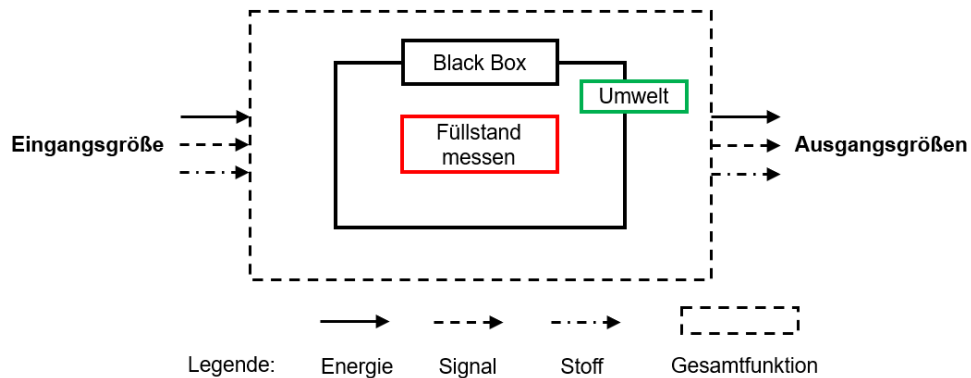 Black Box
Umwelt
Füllstand
messen
Eingangsgröße
Ausgangsgrößen
Legende:
Energie
Signal
Stoff
Gesamtfunktion